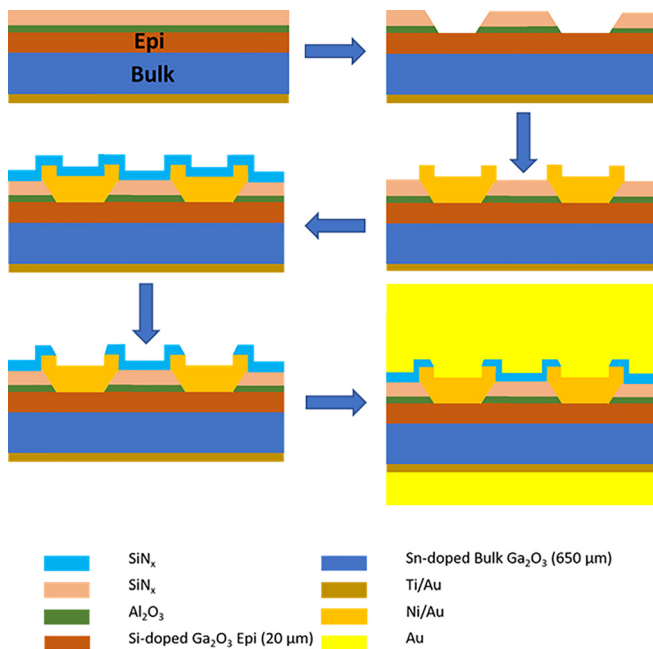 Epi
Bulk
SiNₓ
SiNₓ
Al₂O₃
Si-doped Ga₂O₃ Epi (20 μm)
Sn-doped Bulk Ga₂O₃ (650 μm)
Ti/Au
Ni/Au
Au